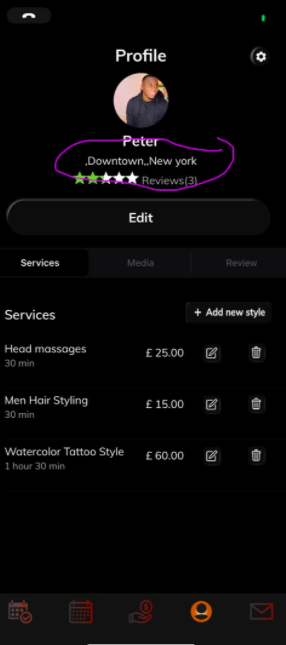 Profile
Peter
,Downtown,,New york
Reviews(3)
Edit
Services
Media
Review
Services
+ Add new style
Head massages
£ 25.00
30 min
Men Hair Styling
£ 15.00
30 min
Watercolor Tattoo Style
£ 60.00
1 hour 30 min